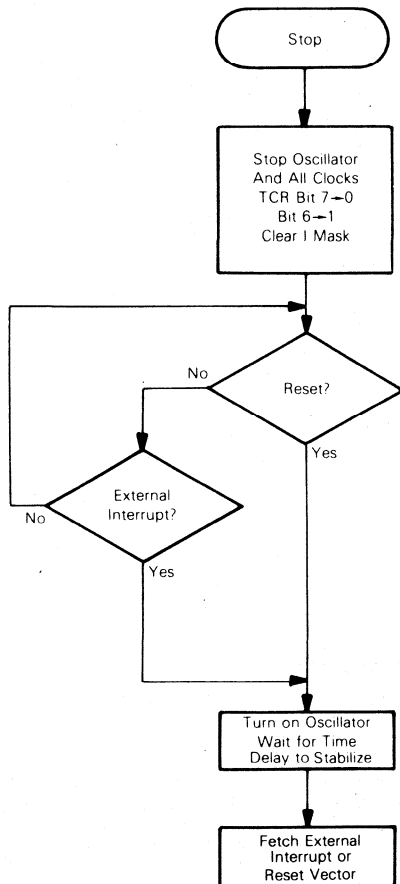 Stop
Stop Oscillator
And All Clocks
TCR Bit 7→0
Bit 6→1
Clear I Mask
No
Reset?
Yes
External
Interrupt?
No
Yes
Turn on Oscillator
Wait for Time
Delay to Stabilize
Fetch External
Interrupt or
Reset Vector